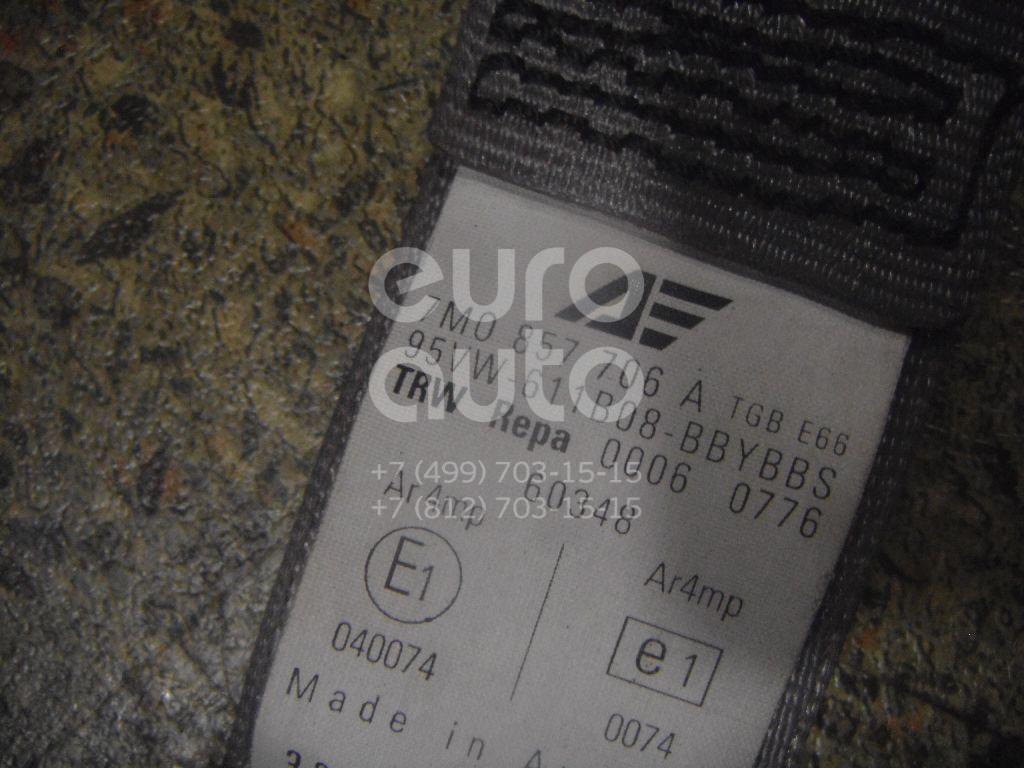 AE
7M0 857 706 A TGB E66
95VW-611B08-BBYBBS
TRW Repa 0006 0776
60348
Ar4mp
E1
040074
Ar4mp
e1
0074
Made in
euro
auto
+7 (499) 703-15-15
+7 (812) 703-15-15